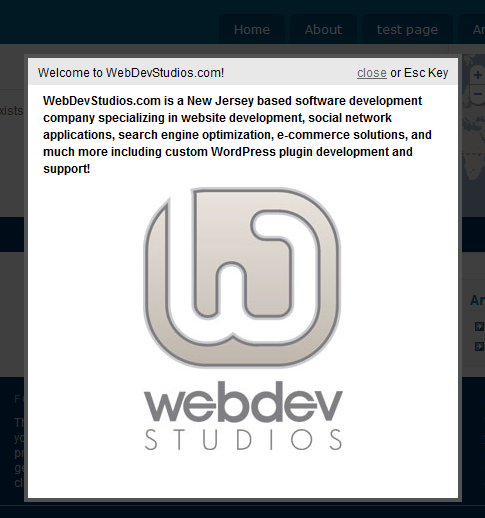 Home About test page
Welcome to WebDevStudios.com! close or Esc Key
WebDevStudios.com is a New Jersey based software development
company specializing in website development, social network
applications, search engine optimization, e-commerce solutions, and
much more including custom WordPress plugin development and
support!
webdev
STUDIOS